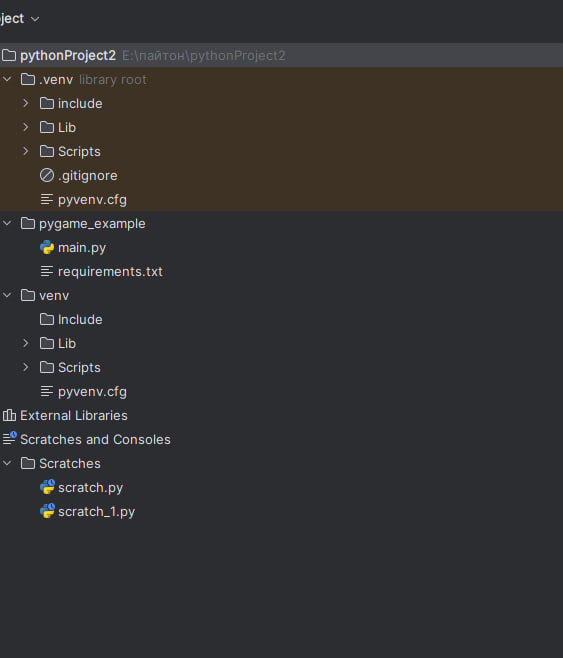 ject
pythonProject2 E:\пайтон\pythonProject2
.venv library root
include
Lib
Scripts
.gitignore
pyvenv.cfg
pygame_example
main.py
requirements.txt
venv
Include
Lib
Scripts
pyvenv.cfg
External Libraries
Scratches and Consoles
Scratches
scratch.py
scratch_1.py